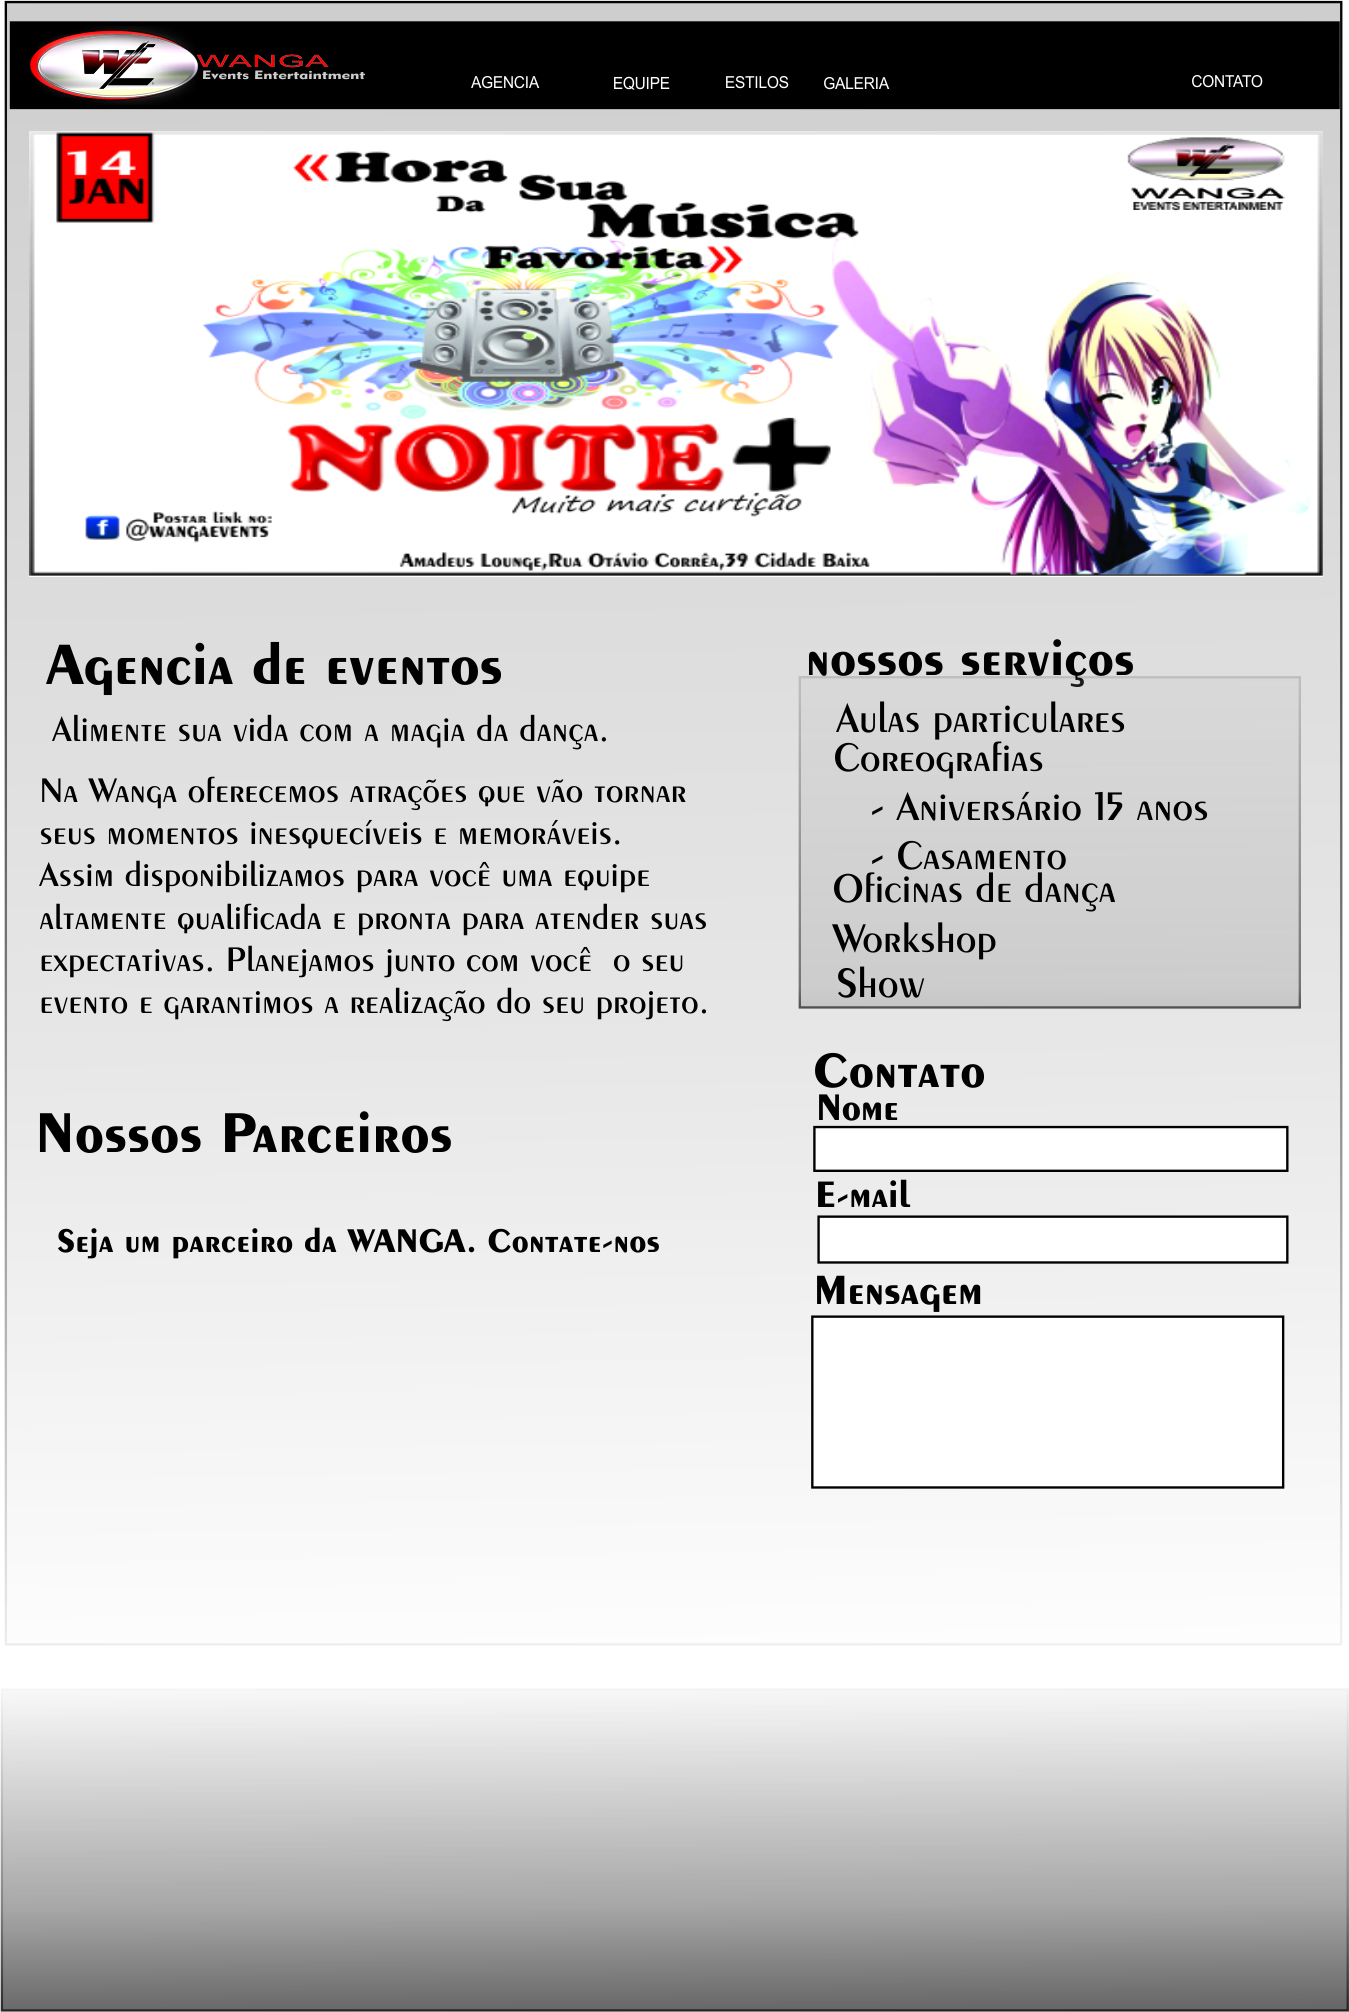 WE WANGA
Events Entertaintment
AGENCIA EQUIPE ESTILOS GALERIA CONTATO
14
JAN
«Hora
Da Sua
Música
Favorita»
WE
WANGA
EVENTS ENTERTAINMENT
NOITE+
Muito mais curtição
Postar link no:
f @wangaevents
Amadeus Lounge,Rua Otávio Corrêa,39 Cidade Baixa
Agencia de eventos
Alimente sua vida com a magia da dança.
Na Wanga oferecemos atrações que vão tornar
seus momentos inesquecíveis e memoráveis.
Assim disponibilizamos para você uma equipe
altamente qualificada e pronta para atender suas
expectativas. Planejamos junto com você o seu
evento e garantimos a realização do seu projeto.
Nossos Parceiros
Seja um parceiro da WANGA. Contate-nos
nossos serviços
Aulas particulares
Coreografias
- Aniversário 15 anos
- Casamento
Oficinas de dança
Workshop
Show
Contato
Nome
E-mail
Mensagem